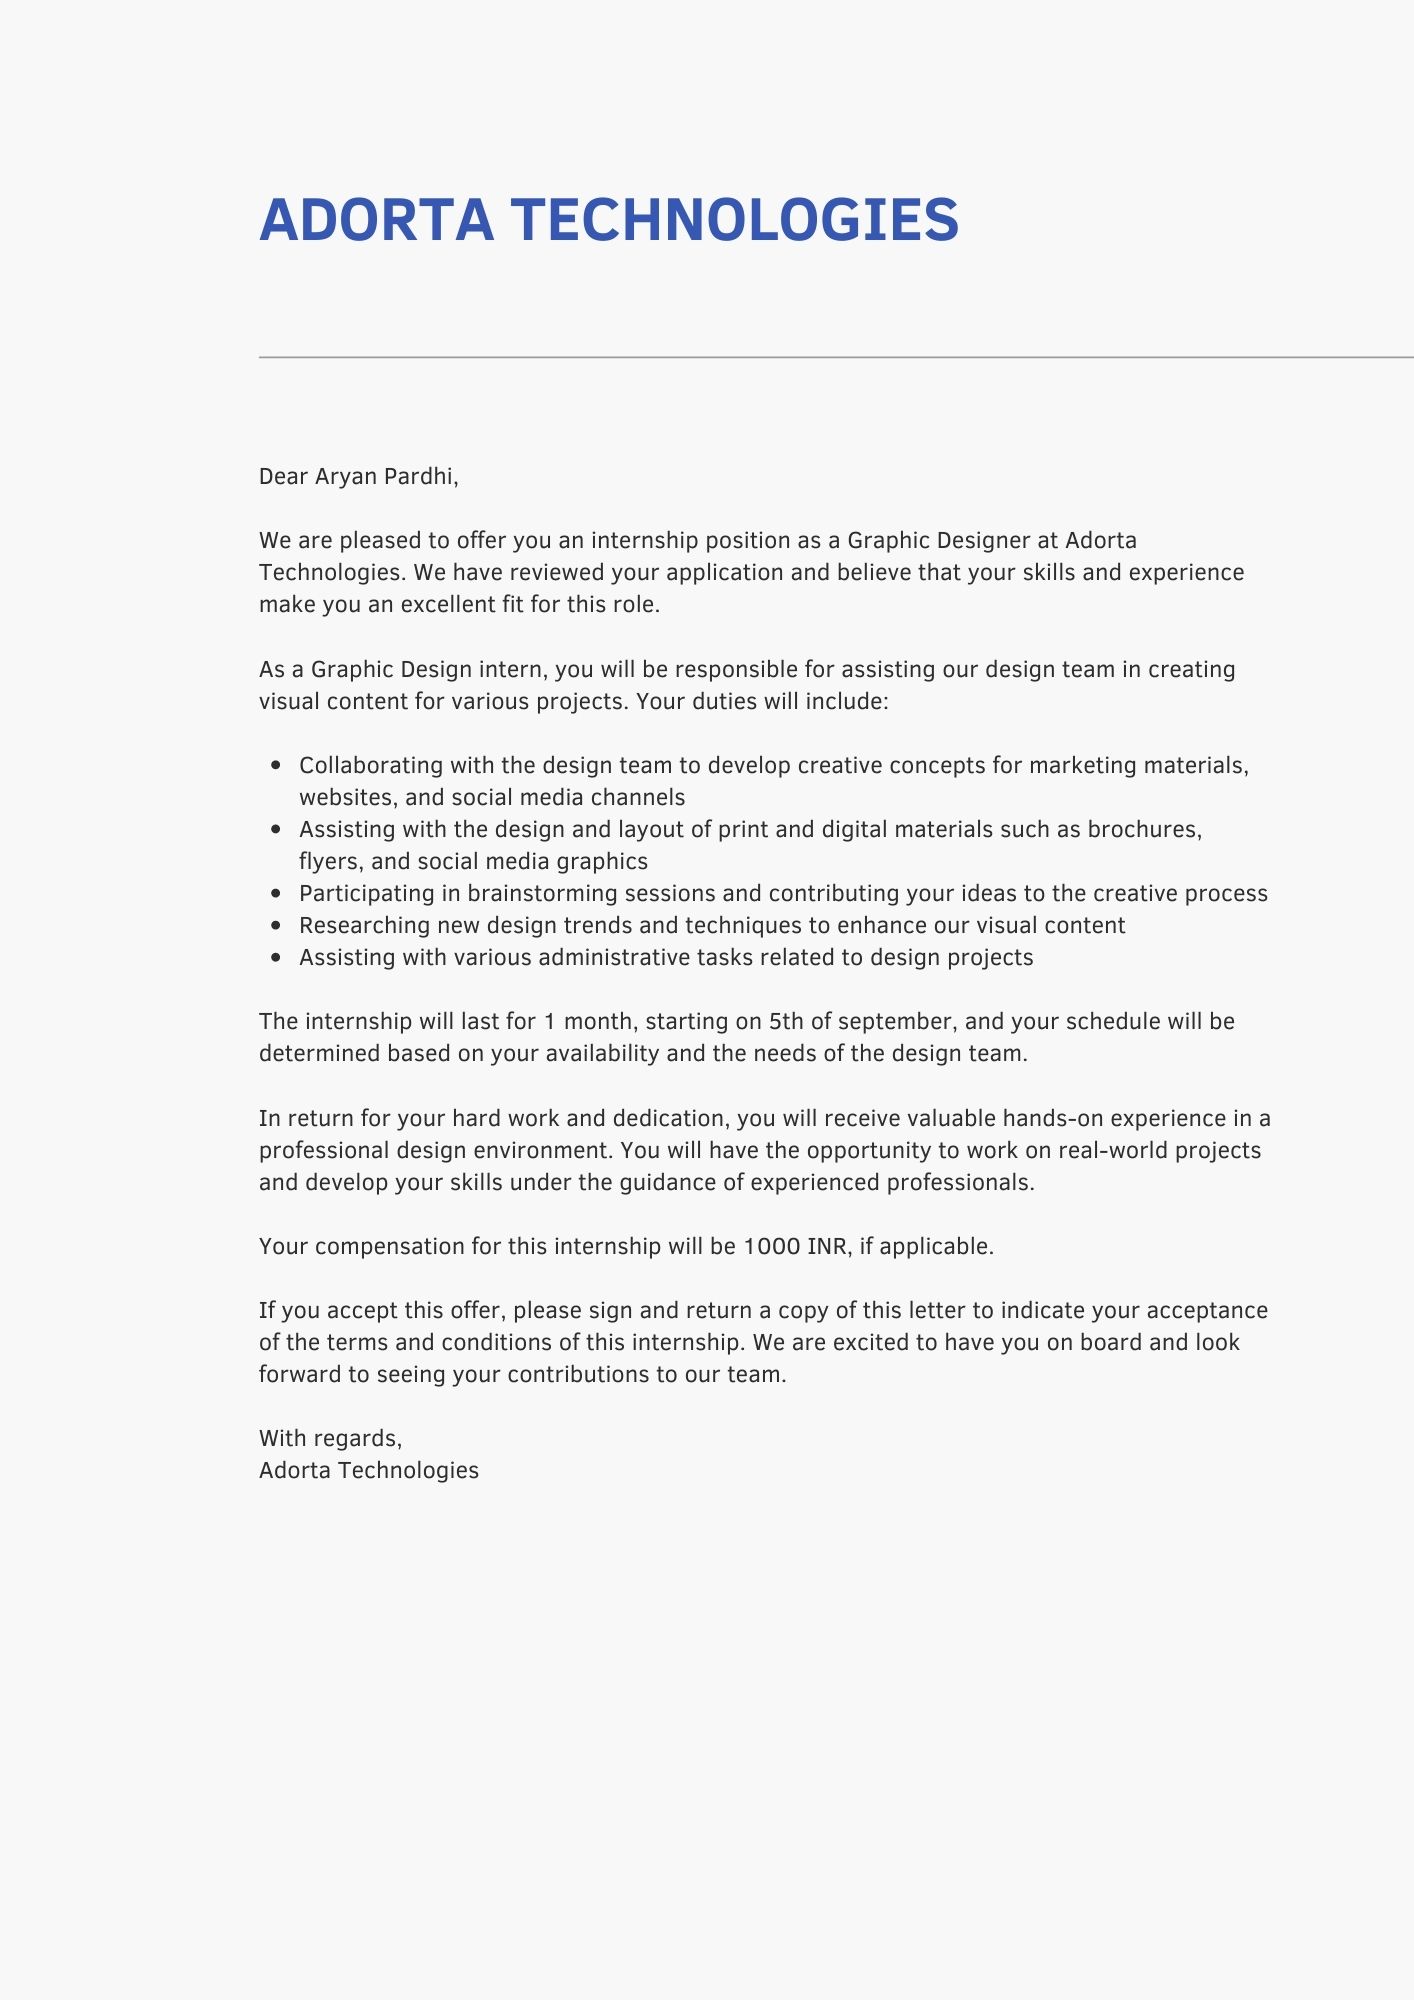 ADORTA TECHNOLOGIES
Dear Aryan Pardhi,
We are pleased to offer you an internship position as a Graphic Designer at Adorta
Technologies. We have reviewed your application and believe that your skills and experience
make you an excellent fit for this role.
As a Graphic Design intern, you will be responsible for assisting our design team in creating
visual content for various projects. Your duties will include:
• Collaborating with the design team to develop creative concepts for marketing materials,
websites, and social media channels
• Assisting with the design and layout of print and digital materials such as brochures,
flyers, and social media graphics
• Participating in brainstorming sessions and contributing your ideas to the creative process
• Researching new design trends and techniques to enhance our visual content
• Assisting with various administrative tasks related to design projects
The internship will last for 1 month, starting on 5th of september, and your schedule will be
determined based on your availability and the needs of the design team.
In return for your hard work and dedication, you will receive valuable hands-on experience in a
professional design environment. You will have the opportunity to work on real-world projects
and develop your skills under the guidance of experienced professionals.
Your compensation for this internship will be 1000 INR, if applicable.
If you accept this offer, please sign and return a copy of this letter to indicate your acceptance
of the terms and conditions of this internship. We are excited to have you on board and look
forward to seeing your contributions to our team.
With regards,
Adorta Technologies